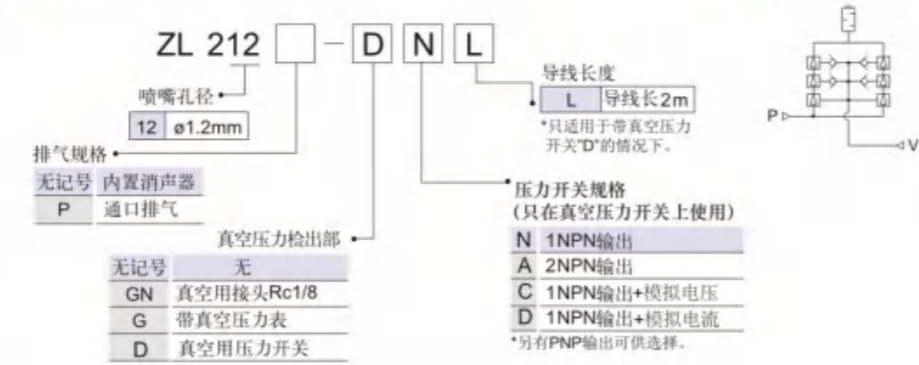 ZL 212 - D N L
喷嘴孔径
12 ø1.2mm
排气规格
无记号 内置消声器
P 通口排气
真空压力检出部
无记号 无
GN 真空用接头Rc1/8
G 带真空压力表
D 真空用压力开关
导线长度
L 导线长2m
*只适用于带真空压力
开关"D"的情况下。
压力开关规格
(只在真空压力开关上使用)
N 1NPN输出
A 2NPN输出
C 1NPN输出+模拟电压
D 1NPN输出+模拟电流
*另有PNP输出可供选择。
P
V